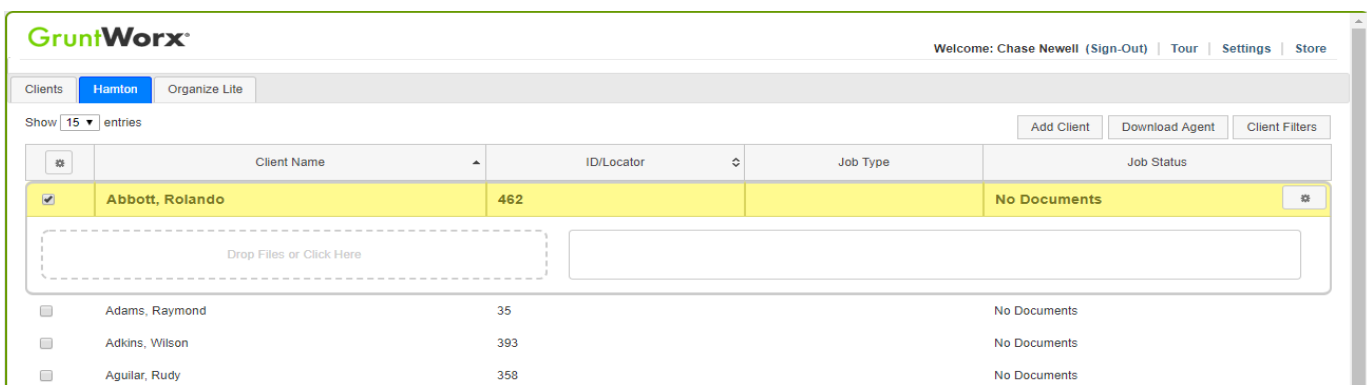 GruntWorx
Welcome: Chase Newell (Sign-Out) | Tour | Settings | Store
Clients Hamton Organize Lite
Show 15 entries
Add Client Download Agent Client Filters
Client Name ID/Locator Job Type Job Status
Abbott, Rolando 462 No Documents
Drop Files or Click Here
Adams, Raymond 35 No Documents
Adkins, Wilson 393 No Documents
Aguilar, Rudy 358 No Documents